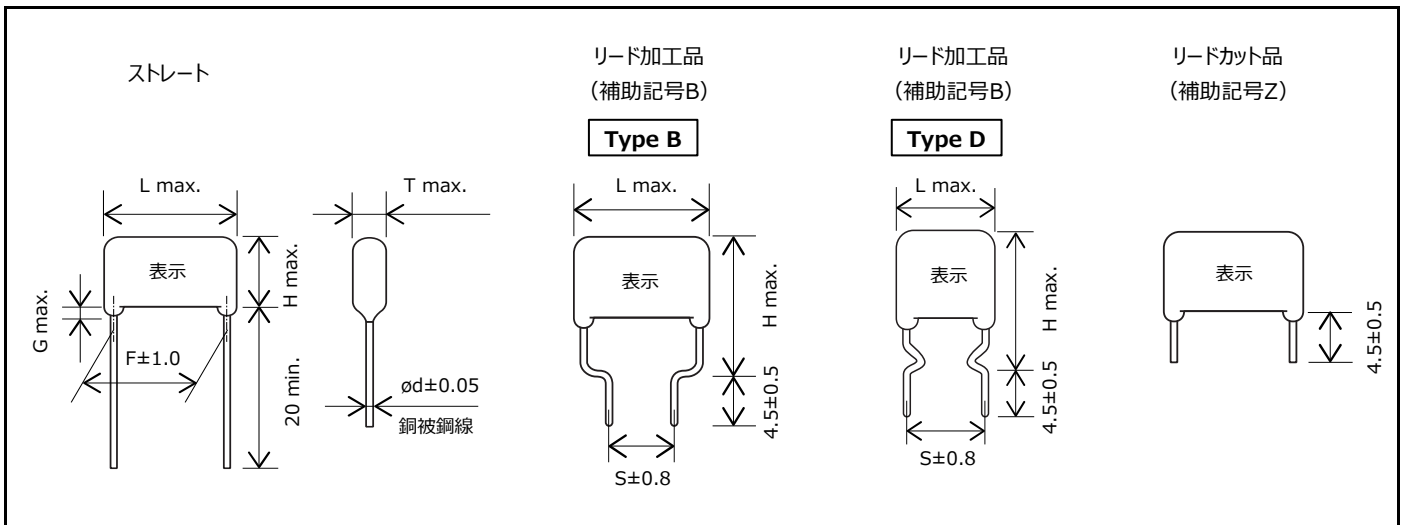 ストレート
リード加工品
(補助記号B)
Type B
リード加工品
(補助記号B)
Type D
リードカット品
(補助記号Z)
L max.
表示
H max.
G max.
F±1.0
20 min.
T max.
ød±0.05
銅被鋼線
L max.
表示
H max.
4.5±0.5
S±0.8
L max.
表示
H max.
4.5±0.5
S±0.8
表示
4.5±0.5